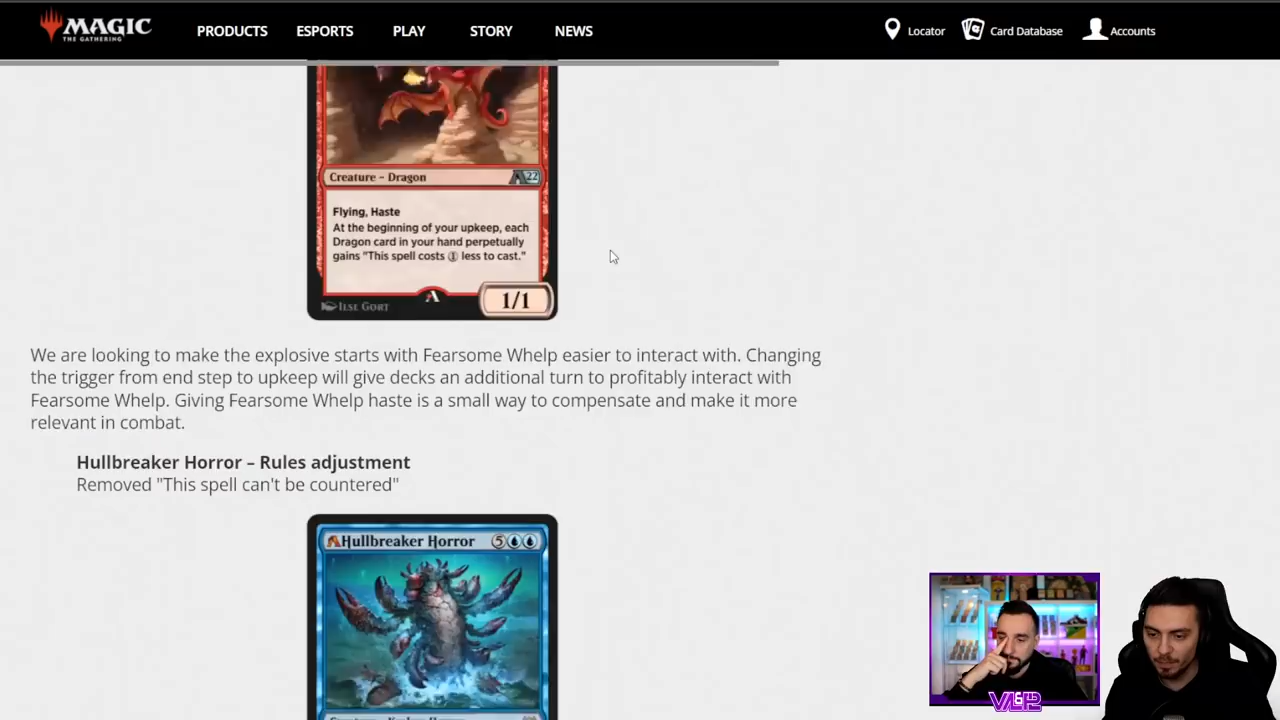 MAGIC
THE GATHERING
PRODUCTS ESPORTS PLAY STORY NEWS
Locator Card Database Accounts
Creature – Dragon 22
Flying, Haste
At the beginning of your upkeep, each
Dragon card in your hand perpetually
gains "This spell costs 1 less to cast."
Ilse Gort
1/1
We are looking to make the explosive starts with Fearsome Whelp easier to interact with. Changing
the trigger from end step to upkeep will give decks an additional turn to profitably interact with
Fearsome Whelp. Giving Fearsome Whelp haste is a small way to compensate and make it more
relevant in combat.
Hullbreaker Horror – Rules adjustment
Removed "This spell can't be countered"
Hullbreaker Horror 5